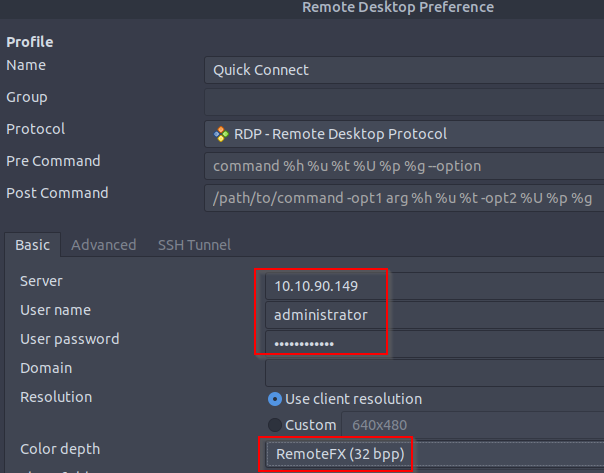 Remote Desktop Preference
Profile
Name Quick Connect
Group
Protocol RDP - Remote Desktop Protocol
Pre Command command %h %u %t %U %p %g --option
Post Command /path/to/command -opt1 arg %h %u %t -opt2 %U %p %g
Basic Advanced SSH Tunnel
Server 10.10.90.149
User name administrator
User password ••••••••••••
Domain
Resolution Use client resolution
Custom 640x480
Color depth RemoteFX (32 bpp)